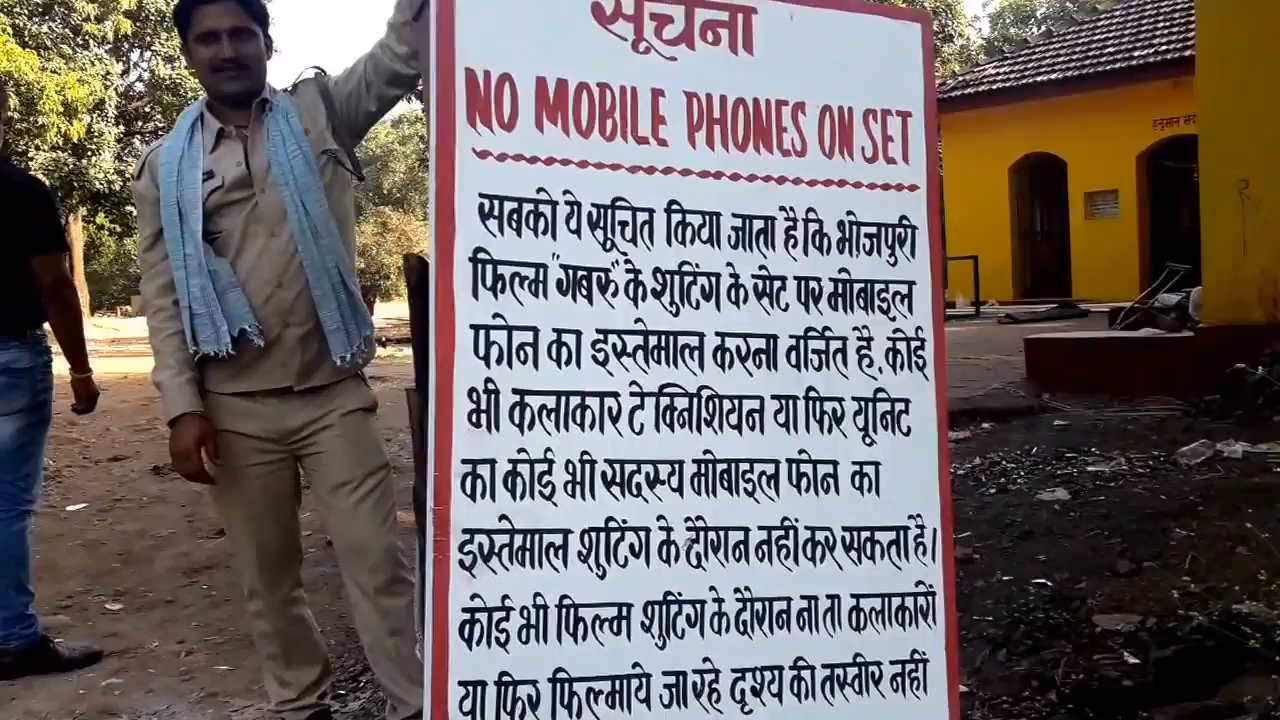 सूचना
NO MOBILE PHONES ON SET
सबको ये सूचित किया जाता है कि भोजपुरी
फिल्म "गबरु" के शुटिंग के सेट पर मोबाइल
फोन का इस्तेमाल करना वर्जित है. कोई
भी कलाकार टेक्निशियन या फिर यूनिट
का कोई भी सदस्य मोबाइल फोन का
इस्तेमाल शुटिंग के दौरान नहीं कर सकता है।
कोई भी फिल्म शुटिंग के दौरान ना ता कलाकारों
या फिर फिल्माये जा रहे दृश्य की तस्वीर नहीं